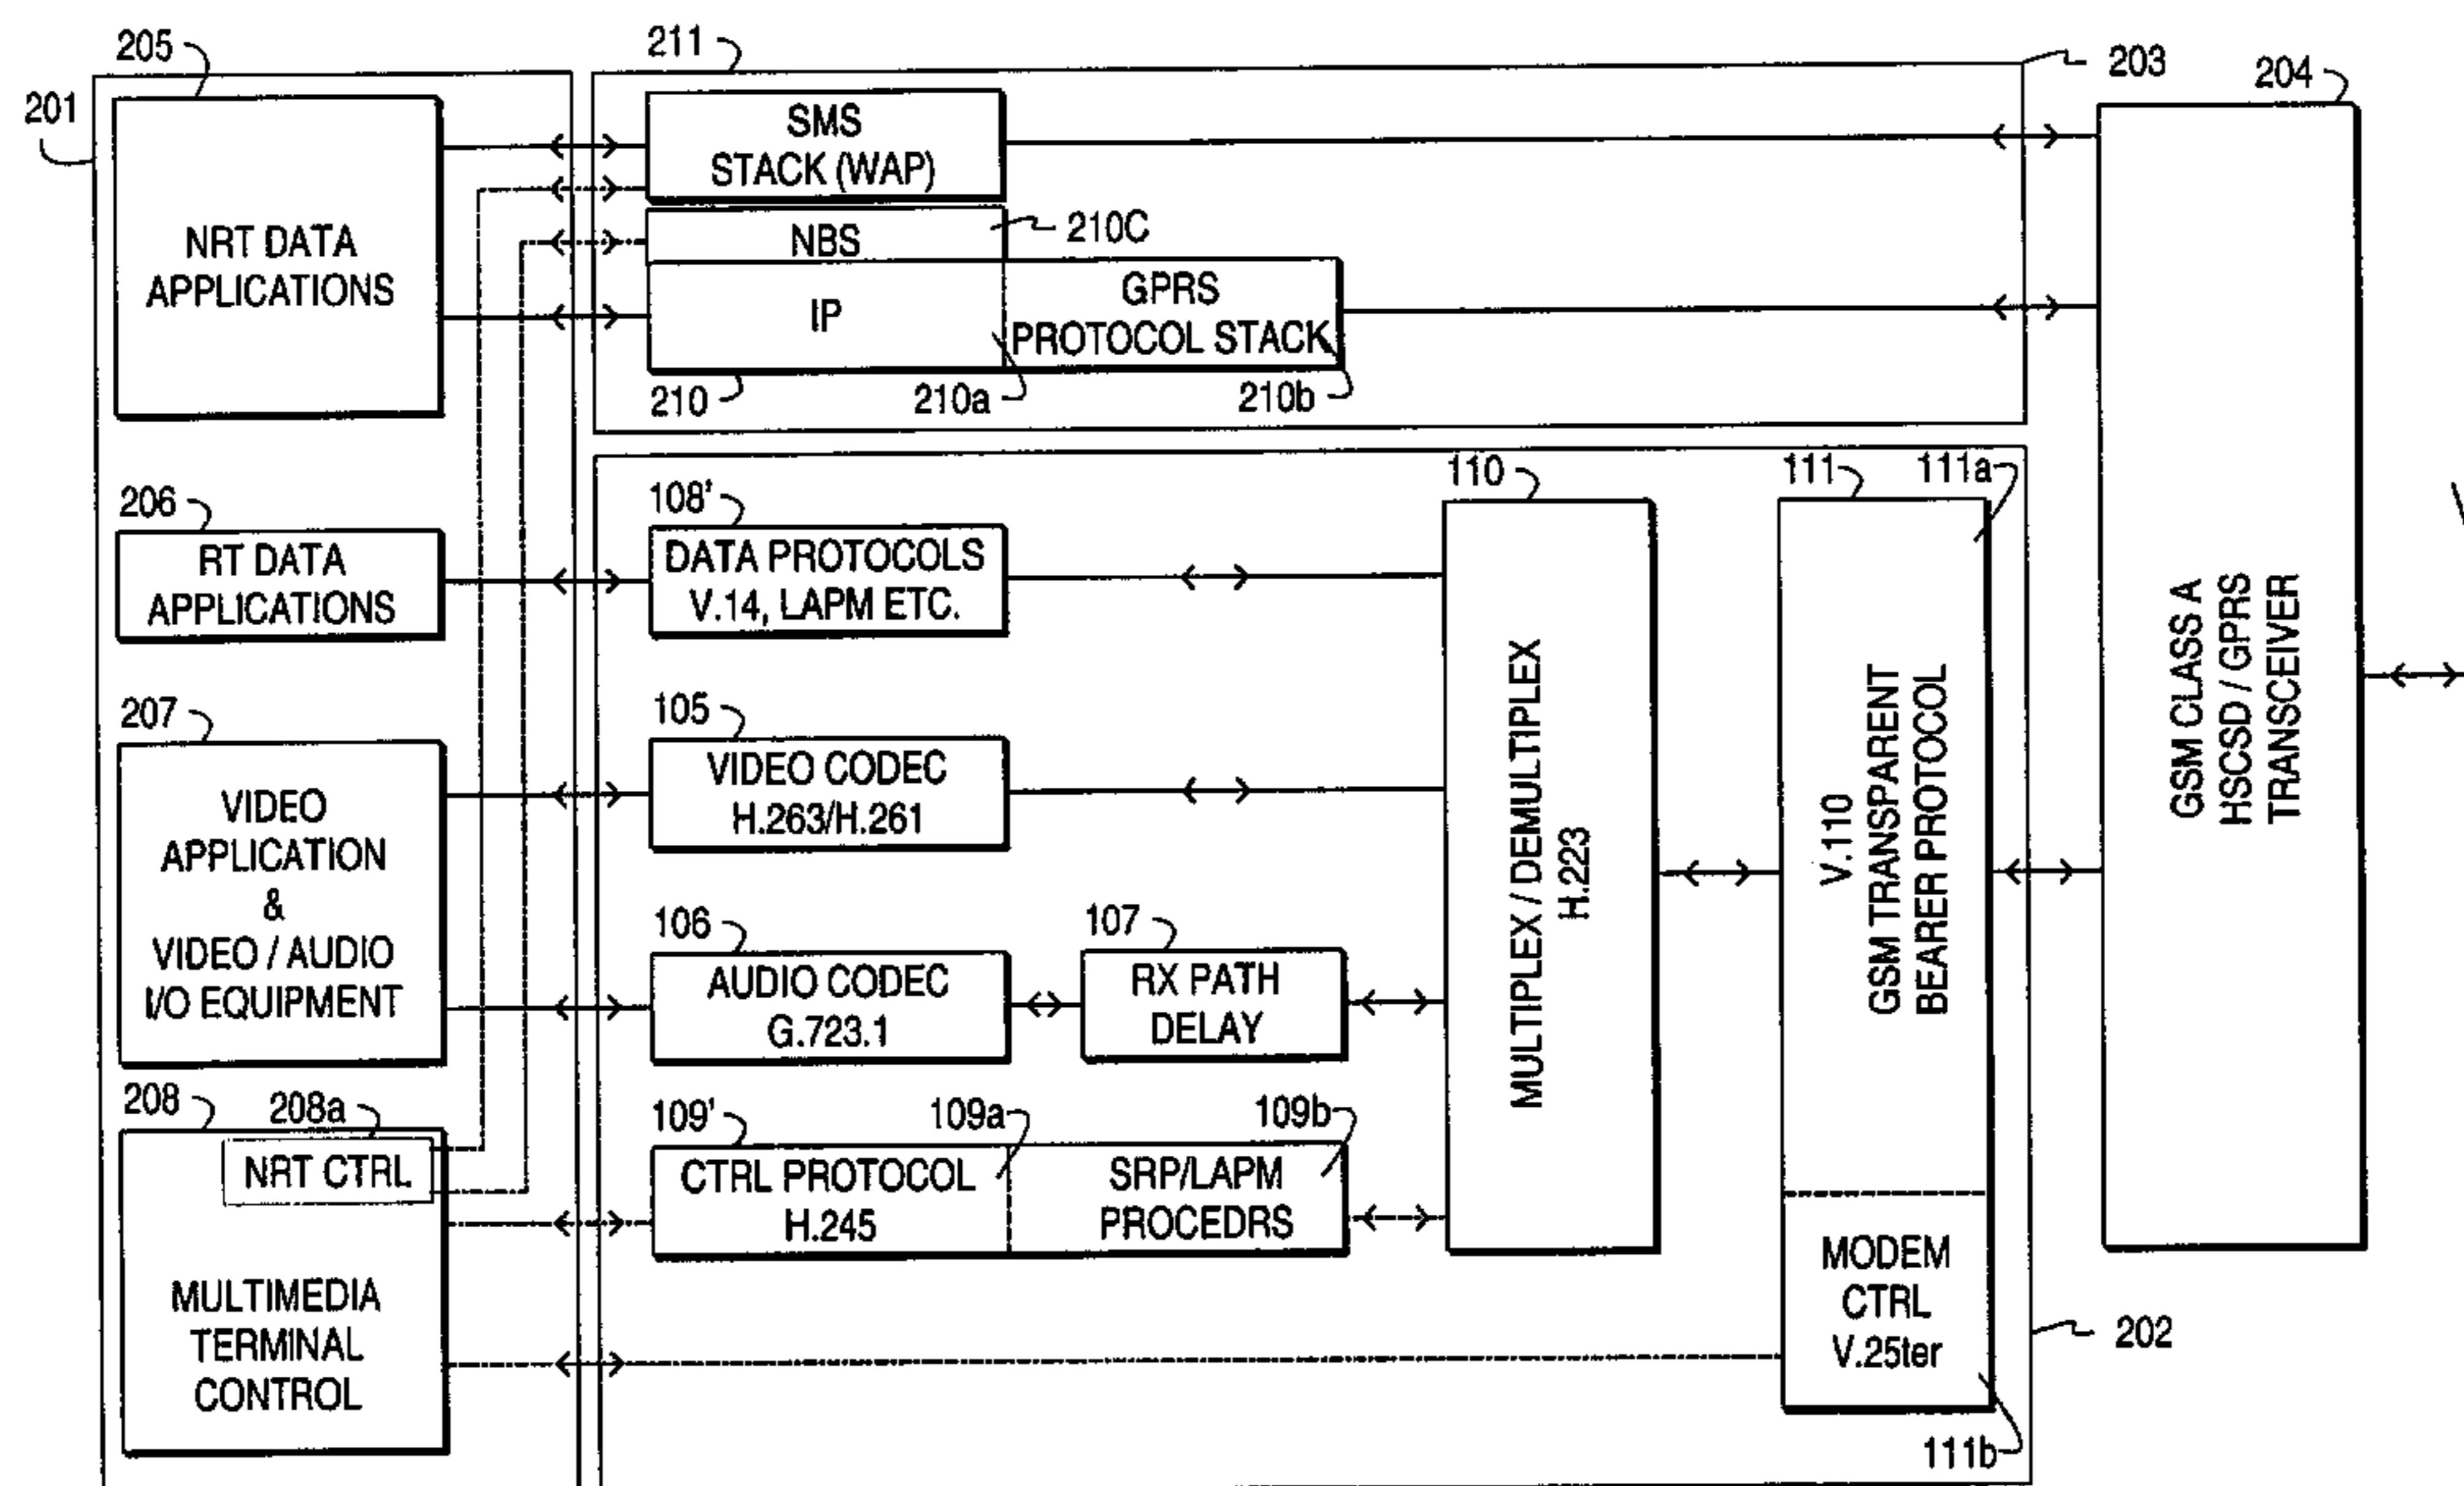 205
211
203
204
201
SMS
STACK (WAP)
NRT DATA
APPLICATIONS
NBS
210C
IP
GPRS
PROTOCOL STACK
210
210a
210b
206
108'
110
111
111a
RT DATA
APPLICATIONS
DATA PROTOCOLS
V.14, LAPM ETC.
207
105
VIDEO
APPLICATION
&
VIDEO / AUDIO
I/O EQUIPMENT
VIDEO CODEC
H.263/H.261
106
107
AUDIO CODEC
G.723.1
RX PATH
DELAY
MULTIPLEX / DEMULTIPLEX
H.223
V.110
GSM TRANSPARENT
BEARER PROTOCOL
GSM CLASS A
HSCSD / GPRS
TRANSCEIVER
208
208a
109'
109a
109b
NRT CTRL
MULTIMEDIA
TERMINAL
CONTROL
CTRL PROTOCOL
H.245
SRP/LAPM
PROCEDRS
MODEM
CTRL
V.25ter
202
111b